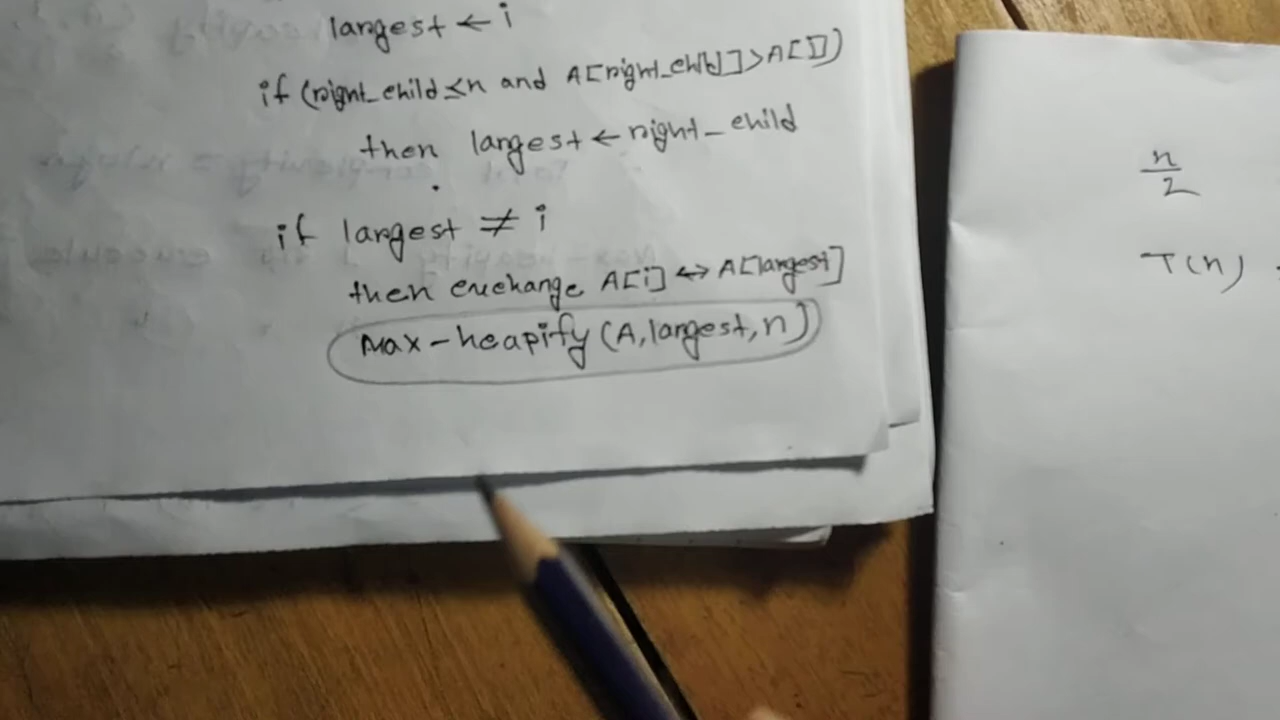 largest ← i
if (right_child ≤ n and A[right_child] > A[I])
then largest ← right_child
if largest ≠ i
then exchange A[i] ↔ A[largest]
Max-heapify (A, largest, n)
n
2
T(n)